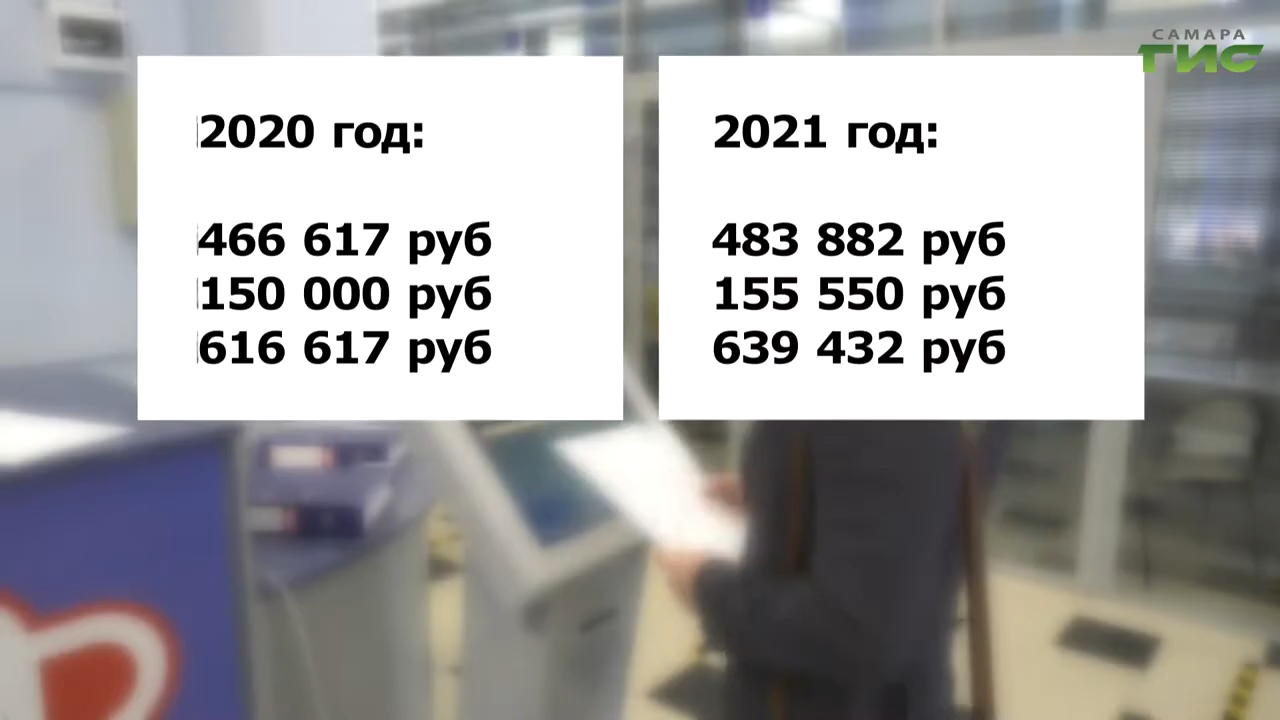 САМАРА
ГИС
2020 год:
466 617 руб
150 000 руб
616 617 руб
2021 год:
483 882 руб
155 550 руб
639 432 руб